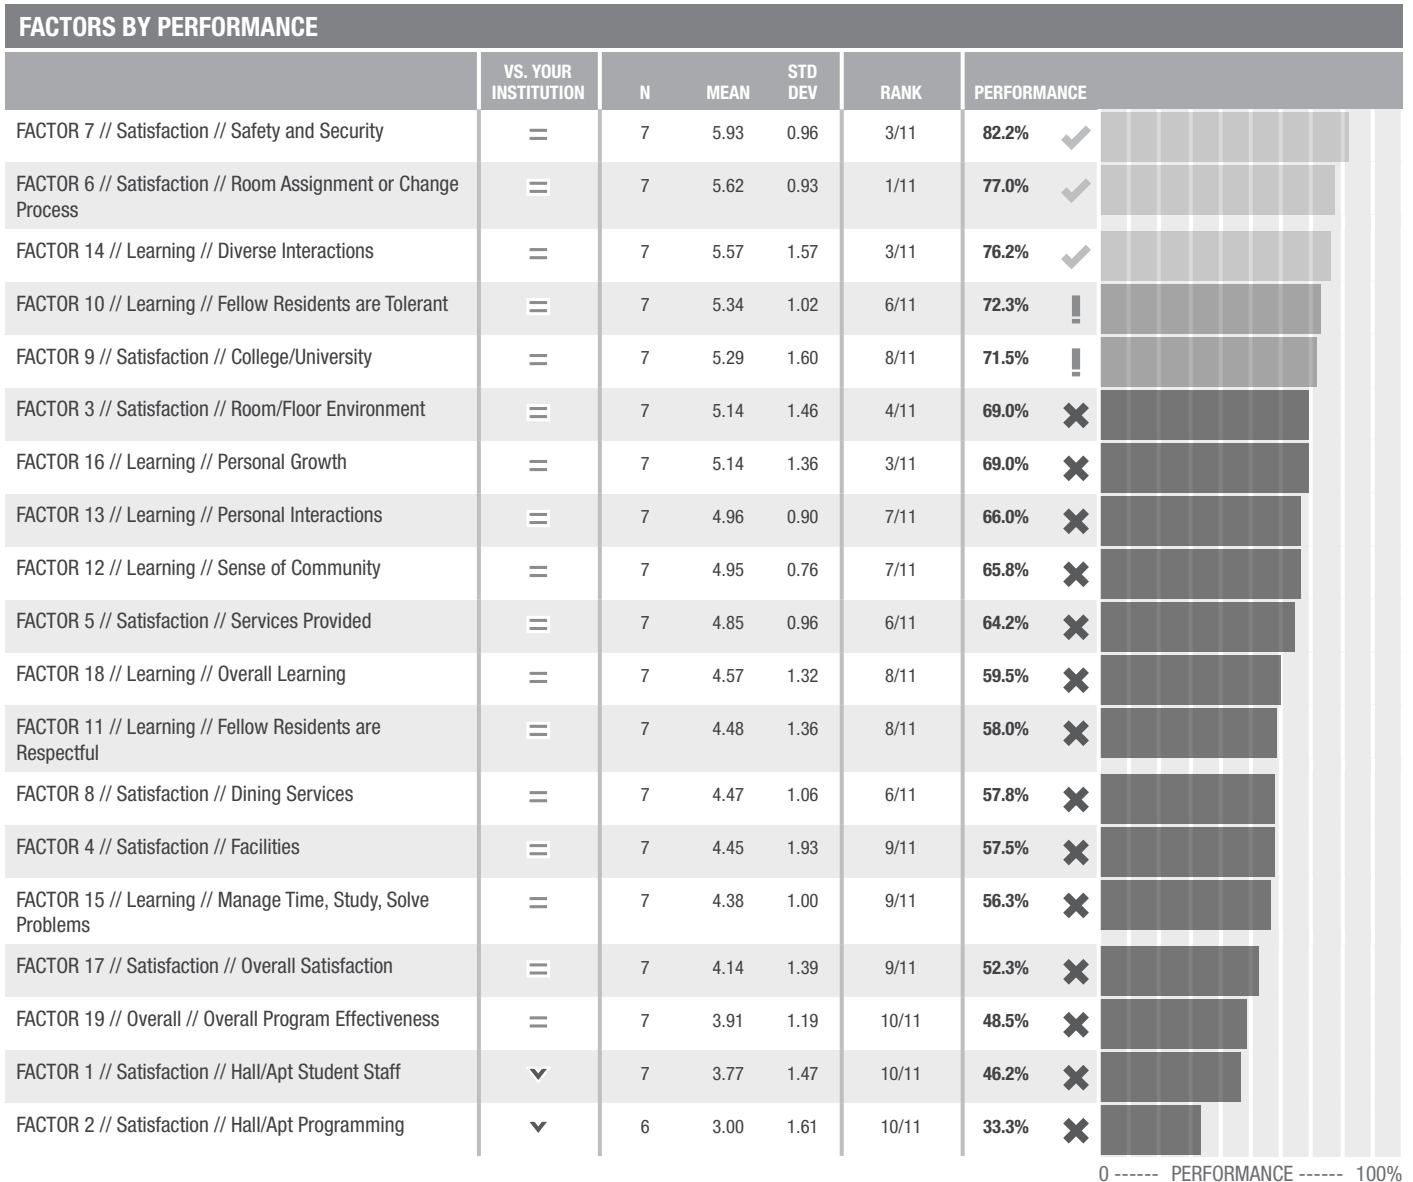 FACTORS BY PERFORMANCE
VS. YOUR INSTITUTION N MEAN STD DEV RANK PERFORMANCE
FACTOR 7 // Satisfaction // Safety and Security = 7 5.93 0.96 3/11 82.2%
FACTOR 6 // Satisfaction // Room Assignment or Change = 7 5.62 0.93 1/11 77.0%
Process
FACTOR 14 // Learning // Diverse Interactions = 7 5.57 1.57 3/11 76.2%
FACTOR 10 // Learning // Fellow Residents are Tolerant = 7 5.34 1.02 6/11 72.3% !
FACTOR 9 // Satisfaction // College/University = 7 5.29 1.60 8/11 71.5% !
FACTOR 3 // Satisfaction // Room/Floor Environment = 7 5.14 1.46 4/11 69.0%
FACTOR 16 // Learning // Personal Growth = 7 5.14 1.36 3/11 69.0%
FACTOR 13 // Learning // Personal Interactions = 7 4.96 0.90 7/11 66.0%
FACTOR 12 // Learning // Sense of Community = 7 4.95 0.76 7/11 65.8%
FACTOR 5 // Satisfaction // Services Provided = 7 4.85 0.96 6/11 64.2%
FACTOR 18 // Learning // Overall Learning = 7 4.57 1.32 8/11 59.5%
FACTOR 11 // Learning // Fellow Residents are = 7 4.48 1.36 8/11 58.0%
Respectful
FACTOR 8 // Satisfaction // Dining Services = 7 4.47 1.06 6/11 57.8%
FACTOR 4 // Satisfaction // Facilities = 7 4.45 1.93 9/11 57.5%
FACTOR 15 // Learning // Manage Time, Study, Solve = 7 4.38 1.00 9/11 56.3%
Problems
FACTOR 17 // Satisfaction // Overall Satisfaction = 7 4.14 1.39 9/11 52.3%
FACTOR 19 // Overall // Overall Program Effectiveness = 7 3.91 1.19 10/11 48.5%
FACTOR 1 // Satisfaction // Hall/Apt Student Staff 7 3.77 1.47 10/11 46.2%
FACTOR 2 // Satisfaction // Hall/Apt Programming 6 3.00 1.61 10/11 33.3%
0 ------ PERFORMANCE ------ 100%